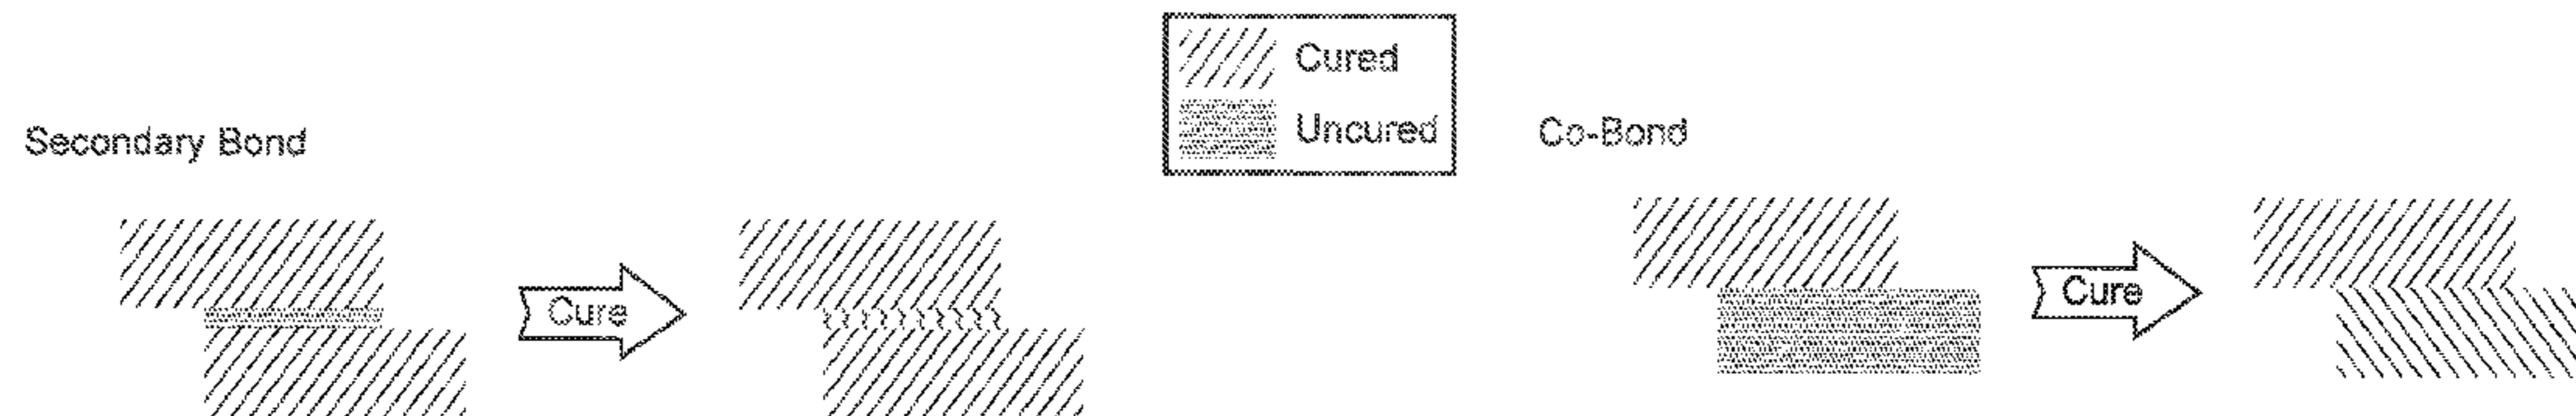 Cured
Uncured
Secondary Bond
Co-Bond
Cure
Cure